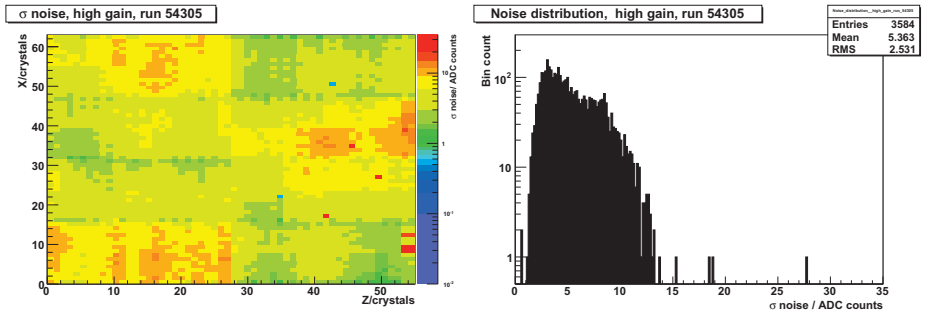 σ noise, high gain, run 54305
X/crystals
60
50
40
30
20
10
0
0 10 20 30 40 50
Z/crystals
10
1
10⁻¹
10⁻²
σ noise/ ADC counts
Noise distribution, high gain, run 54305
Noise_distribution__high_gain_run_54305
Entries 3584
Mean 5.363
RMS 2.531
Bin count
10²
10
1
0 5 10 15 20 25 30 35
σ noise / ADC counts